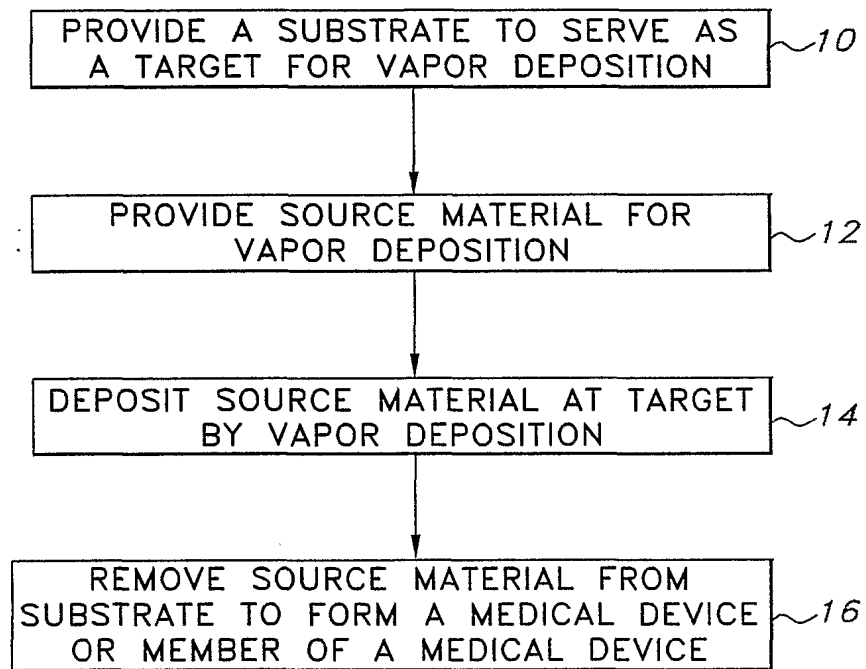 PROVIDE A SUBSTRATE TO SERVE AS
A TARGET FOR VAPOR DEPOSITION
10
PROVIDE SOURCE MATERIAL FOR
VAPOR DEPOSITION
12
DEPOSIT SOURCE MATERIAL AT TARGET
BY VAPOR DEPOSITION
14
REMOVE SOURCE MATERIAL FROM
SUBSTRATE TO FORM A MEDICAL DEVICE
OR MEMBER OF A MEDICAL DEVICE
16